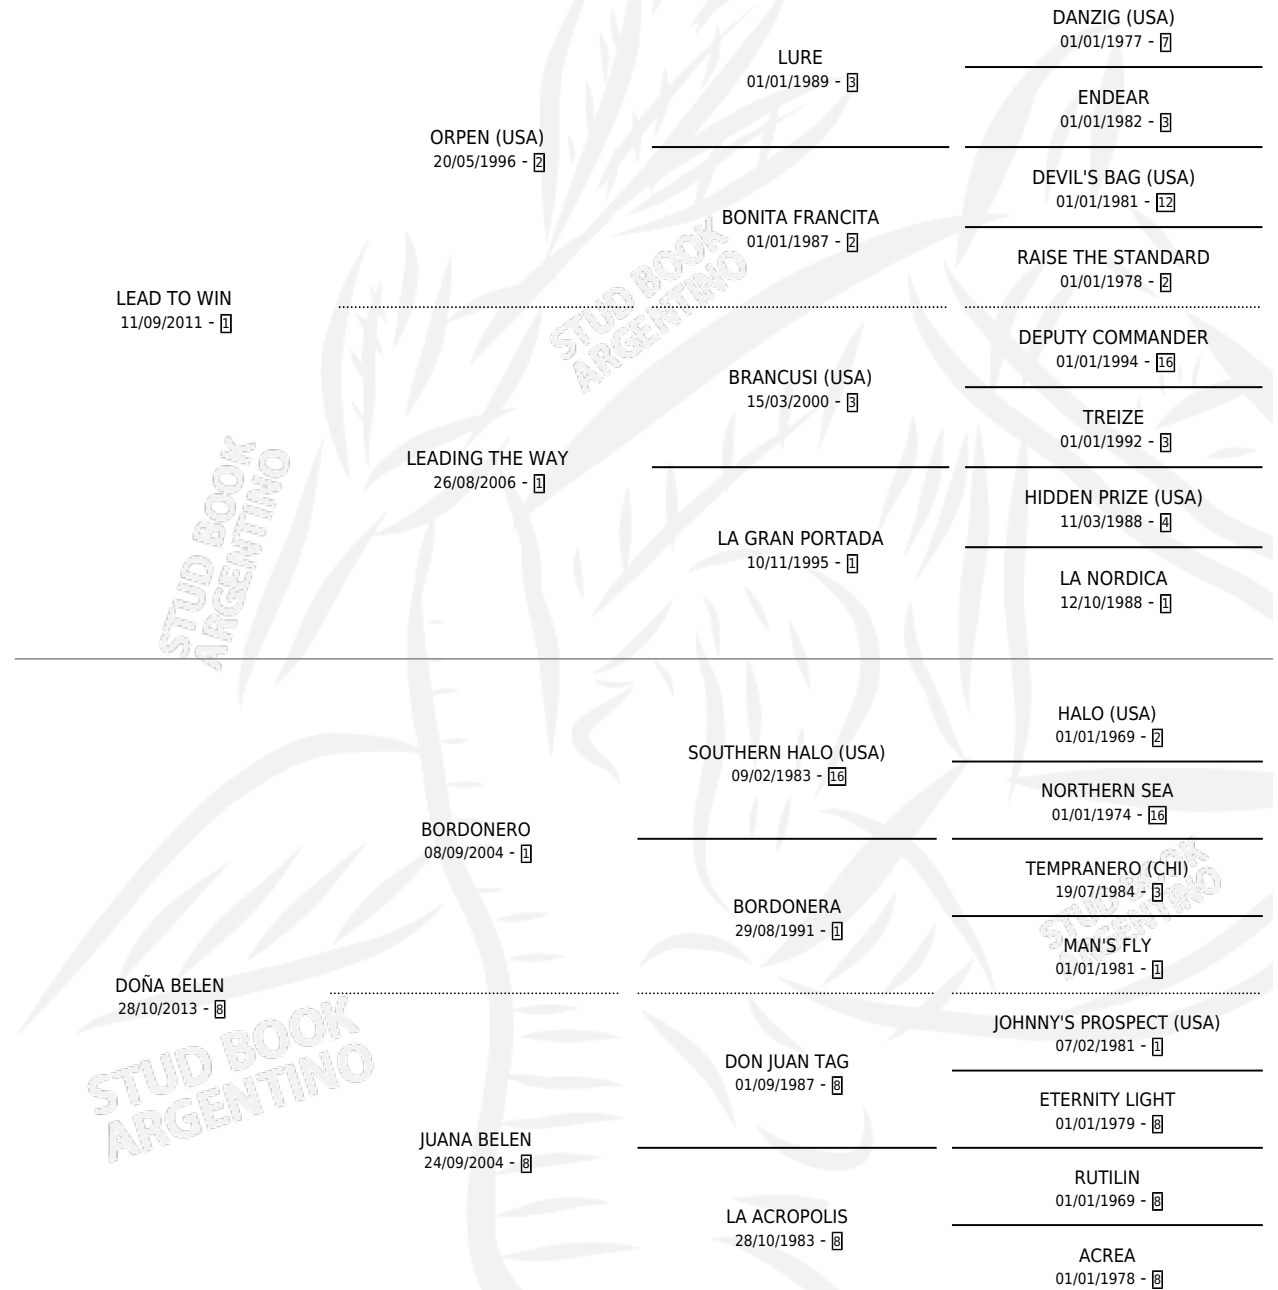 DANZIG (USA)
01/01/1977 - 7
LURE
01/01/1989 - 3
ENDEAR
01/01/1982 - 3
ORPEN (USA)
20/05/1996 - 2
DEVIL'S BAG (USA)
01/01/1981 - 12
BONITA FRANCITA
01/01/1987 - 2
RAISE THE STANDARD
01/01/1978 - 2
LEAD TO WIN
11/09/2011 - 1
DEPUTY COMMANDER
01/01/1994 - 16
BRANCUSI (USA)
15/03/2000 - 3
TREIZE
01/01/1992 - 3
LEADING THE WAY
26/08/2006 - 1
HIDDEN PRIZE (USA)
11/03/1988 - 4
LA GRAN PORTADA
10/11/1995 - 1
LA NORDICA
12/10/1988 - 1
HALO (USA)
01/01/1969 - 2
SOUTHERN HALO (USA)
09/02/1983 - 16
NORTHERN SEA
01/01/1974 - 16
BORDONERO
08/09/2004 - 1
TEMPRANERO (CHI)
19/07/1984 - 3
BORDONERA
29/08/1991 - 1
MAN'S FLY
01/01/1981 - 1
DOÑA BELEN
28/10/2013 - 8
JOHNNY'S PROSPECT (USA)
07/02/1981 - 1
DON JUAN TAG
01/09/1987 - 8
ETERNITY LIGHT
01/01/1979 - 8
JUANA BELEN
24/09/2004 - 8
RUTILIN
01/01/1969 - 8
LA ACROPOLIS
28/10/1983 - 8
ACREA
01/01/1978 - 8
STUD BOOK
ARGENTINO
STUD BOOK
ARGENTINO
STUD BOOK
ARGENTINO
STUD BOOK
ARGENTINO